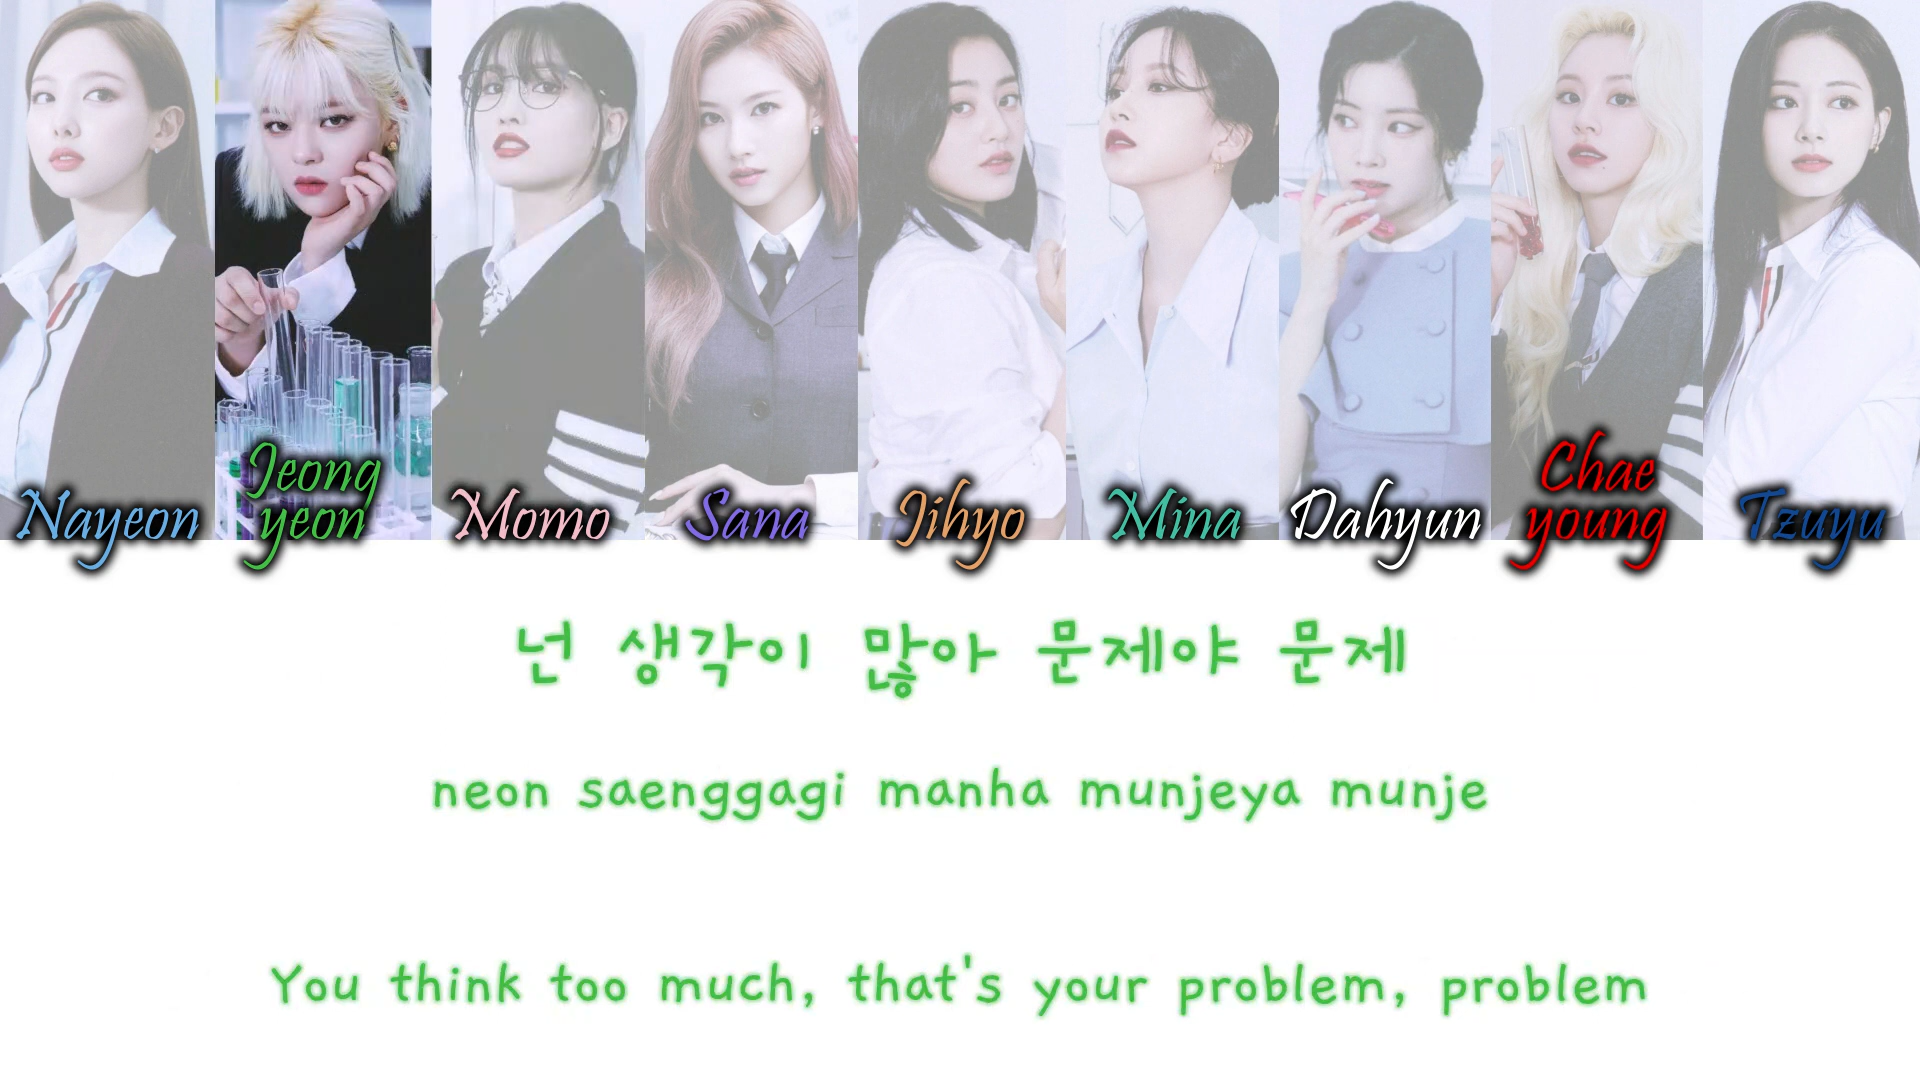 Nayeon
Jeong
yeon
Momo
Sana
Jihyo
Mina
Dahyun
Chae
young
Tzuyu
넌 생각이 많아 문제야 문제
neon saenggagi manha munjeya munje
You think too much, that's your problem, problem